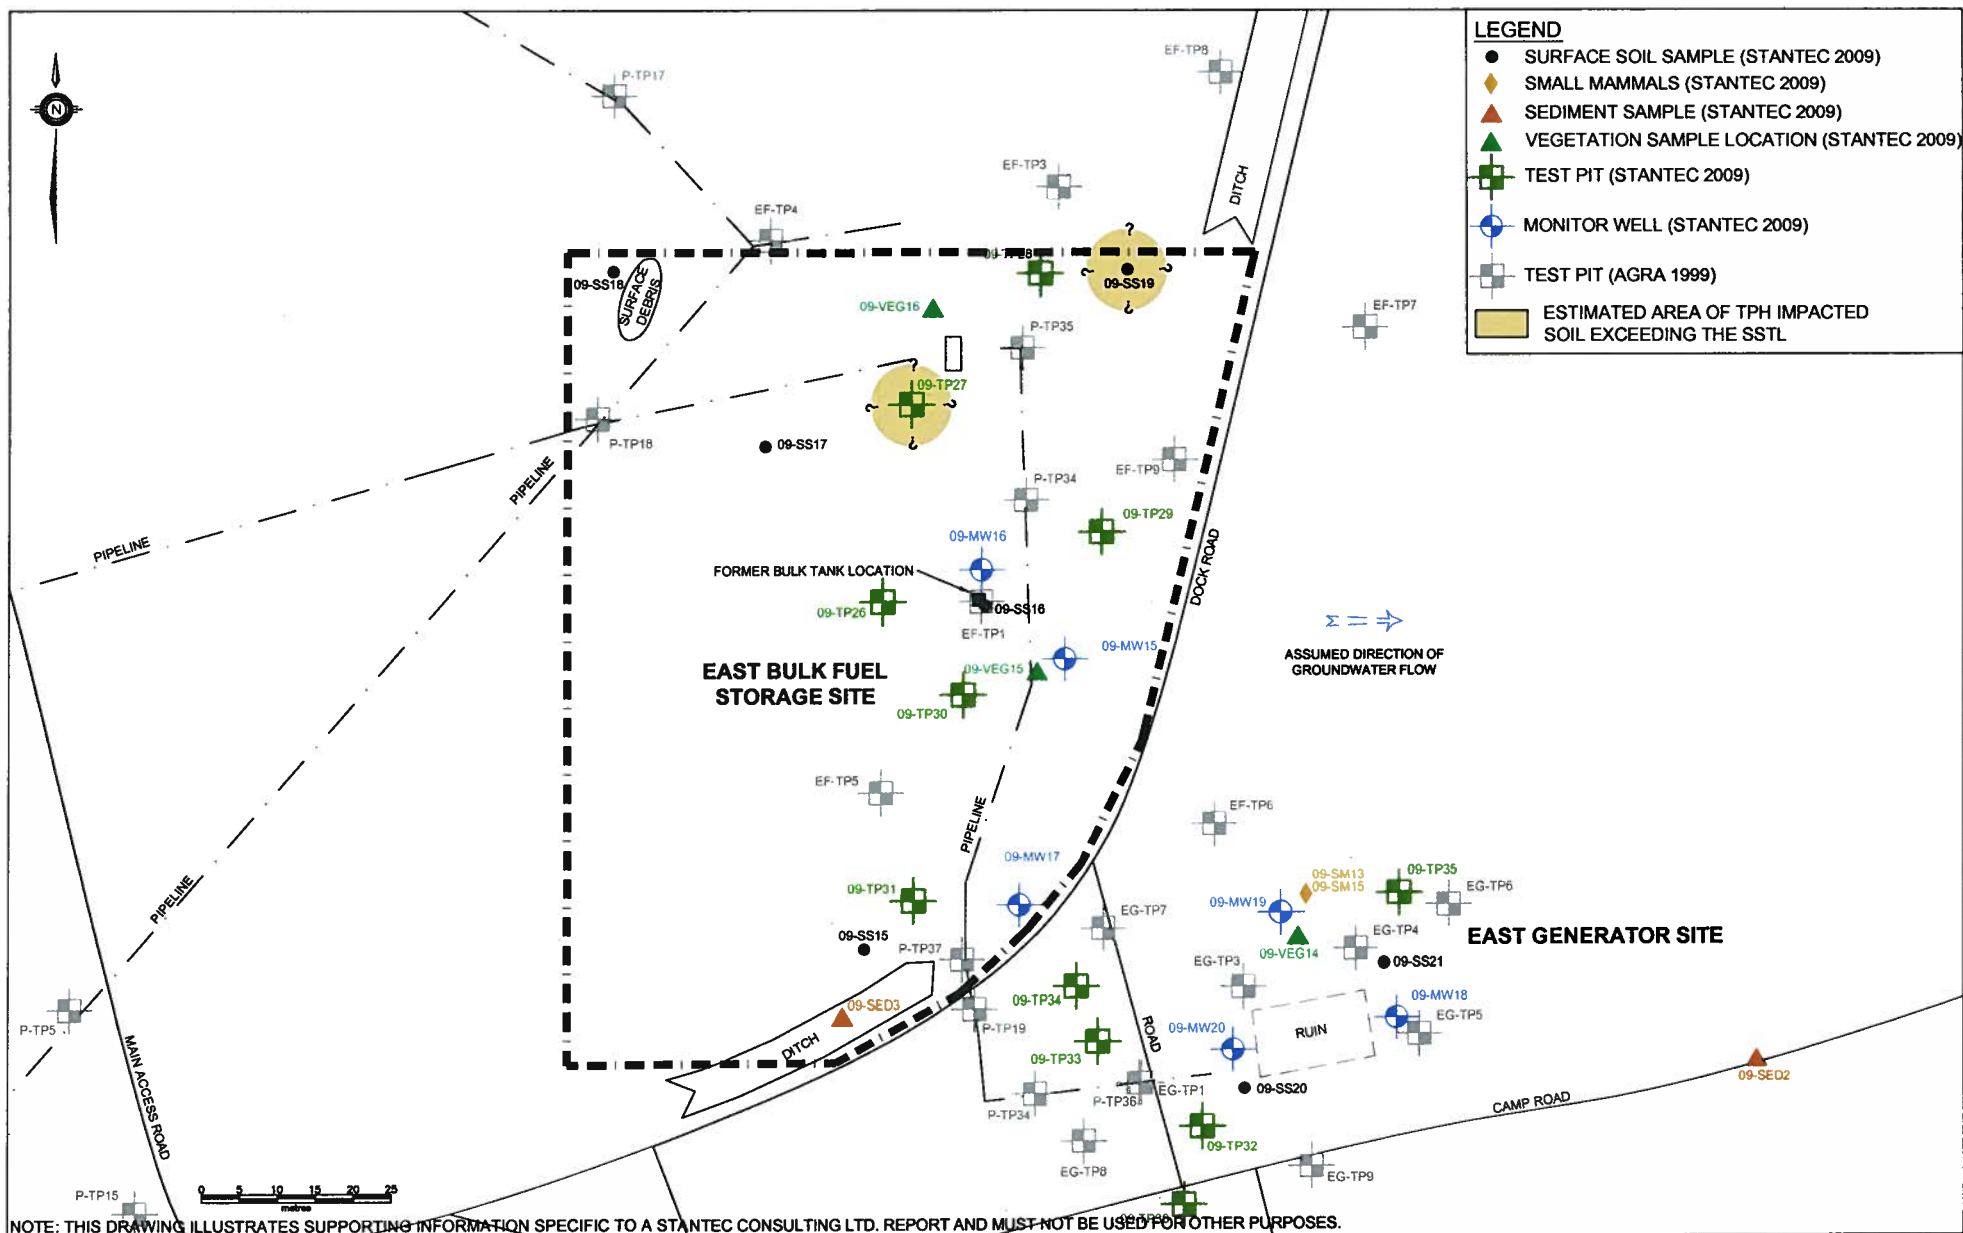 LEGEND
SURFACE SOIL SAMPLE (STANTEC 2009)
SMALL MAMMALS (STANTEC 2009)
SEDIMENT SAMPLE (STANTEC 2009)
VEGETATION SAMPLE LOCATION (STANTEC 2009)
TEST PIT (STANTEC 2009)
MONITOR WELL (STANTEC 2009)
TEST PIT (AGRA 1999)
ESTIMATED AREA OF TPH IMPACTED
SOIL EXCEEDING THE SSTL
N
EF-TP8
P-TP17
EF-TP3
DITCH
EF-TP4
?
09-SS18
SURFACE
DEBRIS
? ?
09-SS19
?
09-VEG16
EF-TP7
P-TP35
?
09-TP27
? ?
?
P-TP18
09-SS17
PIPELINE
EF-TP9
P-TP34
09-TP29
PIPELINE
09-MW16
DOCK ROAD
FORMER BULK TANK LOCATION
09-TP26
09-SS16
EF-TP1
09-MW15
ASSUMED DIRECTION OF
GROUNDWATER FLOW
EAST BULK FUEL
STORAGE SITE
09-VEG15
09-TP30
EF-TP5
PIPELINE
EF-TP6
09-MW17
PIPELINE
09-TP31
09-SM13
09-SM15
09-TP35
EG-TP6
09-MW19
EG-TP7
09-SS15
P-TP37
EG-TP4
EAST GENERATOR SITE
09-VEG14
09-SS21
EG-TP3
09-TP34
09-SED3
09-MW18
P-TP5
P-TP19
EG-TP5
ROAD
09-MW20
RUIN
DITCH
MAIN ACCESS ROAD
09-TP33
09-SED2
EG-TP1
09-SS20
P-TP36
P-TP34
CAMP ROAD
09-TP32
EG-TP8
EG-TP9
P-TP15
0 5 10 15 20 25
metres
NOTE: THIS DRAWING ILLUSTRATES SUPPORTING INFORMATION SPECIFIC TO A STANTEC CONSULTING LTD. REPORT AND MUST NOT BE USED FOR OTHER PURPOSES.